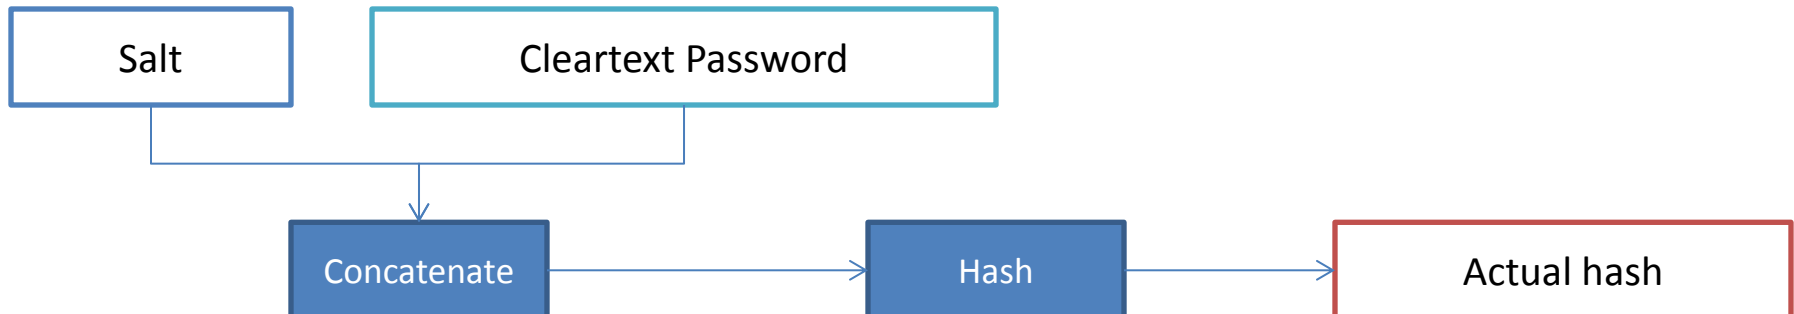 Salt
Cleartext Password
Concatenate
Hash
Actual hash